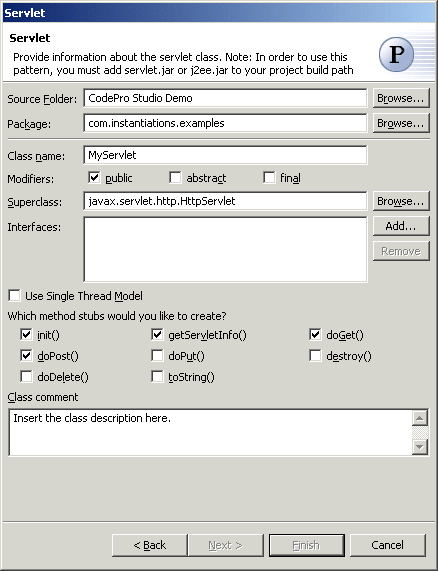 Servlet
Servlet
Provide information about the servlet class. Note: In order to use this
pattern, you must add servlet.jar or j2ee.jar to your project build path
P
Source Folder: CodePro Studio Demo Browse...
Package: com.instantiations.examples Browse...
Class name: MyServlet
Modifiers: public abstract final
Superclass: javax.servlet.http.HttpServlet Browse...
Interfaces: Add...
Remove
Use Single Thread Model
Which method stubs would you like to create?
init() getServletInfo() doGet()
doPost() doPut() destroy()
doDelete() toString()
Class comment
Insert the class description here.
< Back Next > Finish Cancel